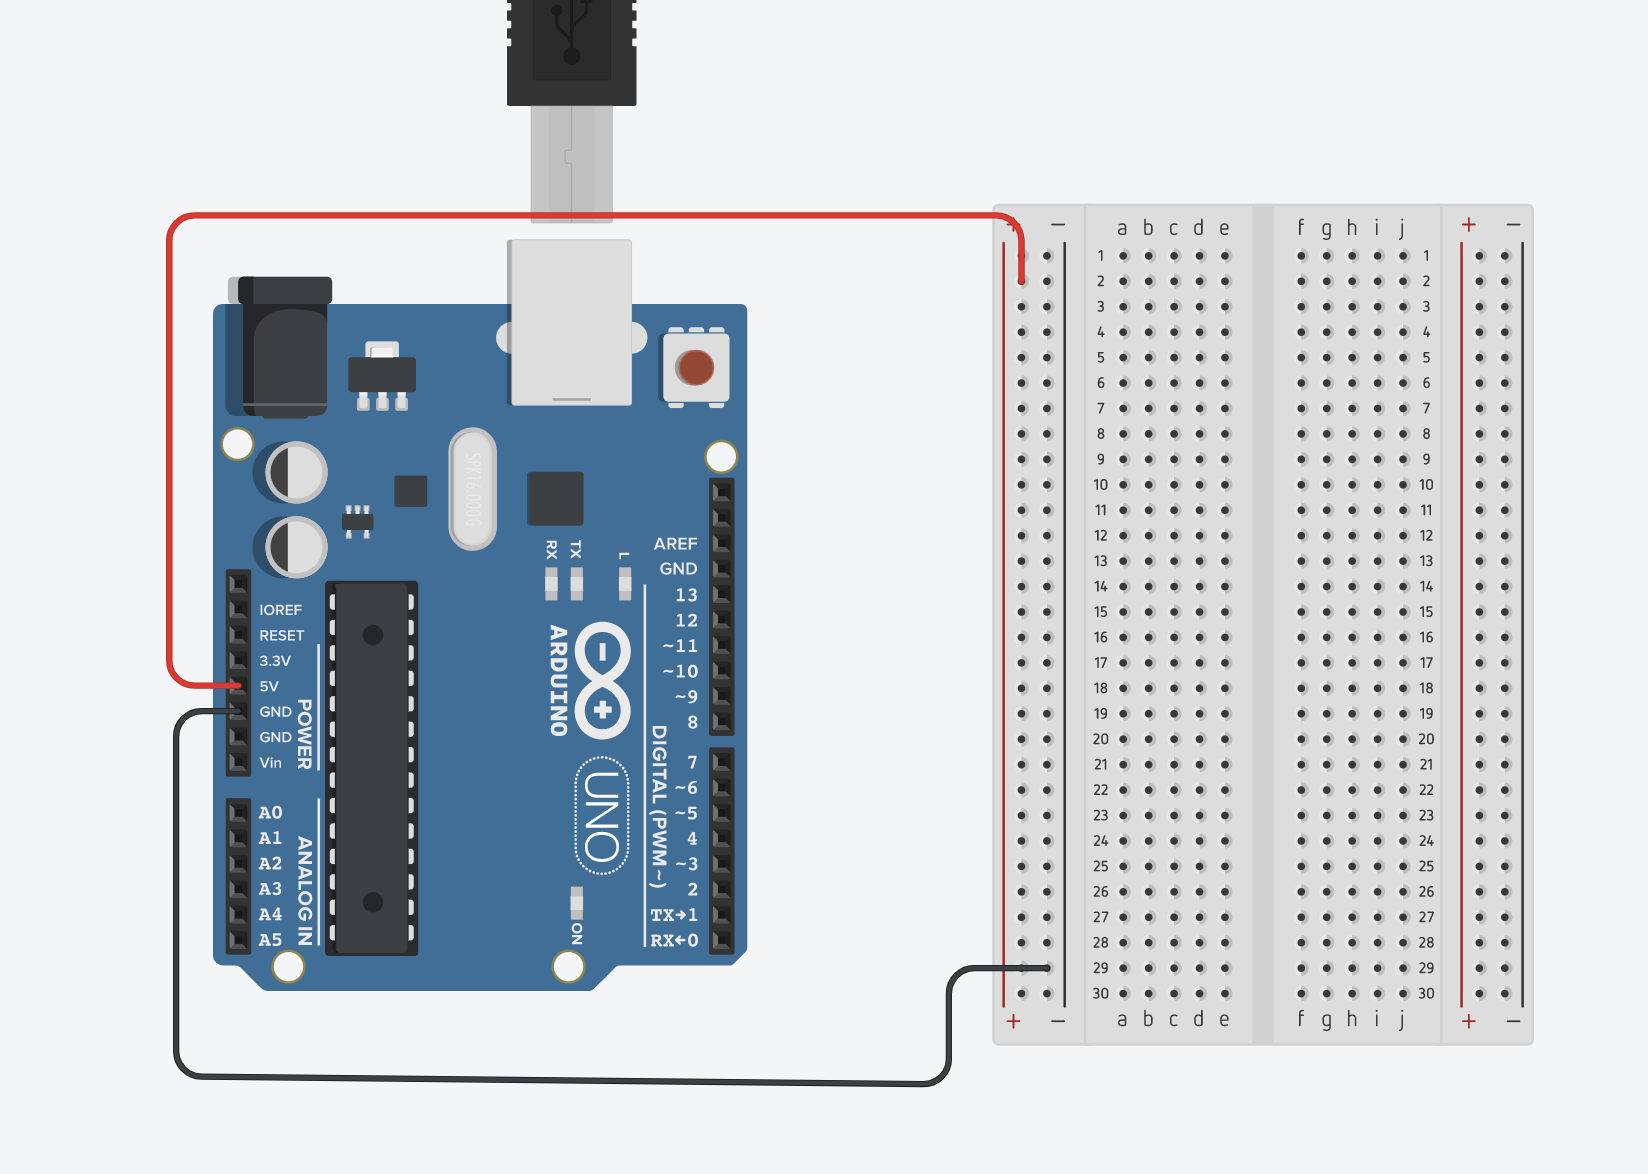 + − a b c d e f g h i j + −
1 1
2 2
3 3
4 4
5 5
6 6
7 7
8 8
9 9
10 10
11 11
12 12
13 13
14 14
15 15
16 16
17 17
18 18
19 19
20 20
21 21
22 22
23 23
24 24
25 25
26 26
27 27
28 28
29 29
30 30
+ − a b c d e f g h i j + −
SPK16.000G
RX TX L
AREF
GND
13
12
~11
~10
~9
8
7
~6
~5
4
~3
2
TX→1
RX←0
DIGITAL (PWM ~)
IOREF
RESET
3.3V
5V
GND
GND
Vin
POWER
A0
A1
A2
A3
A4
A5
ANALOG IN
ARDUINO
UNO
ON